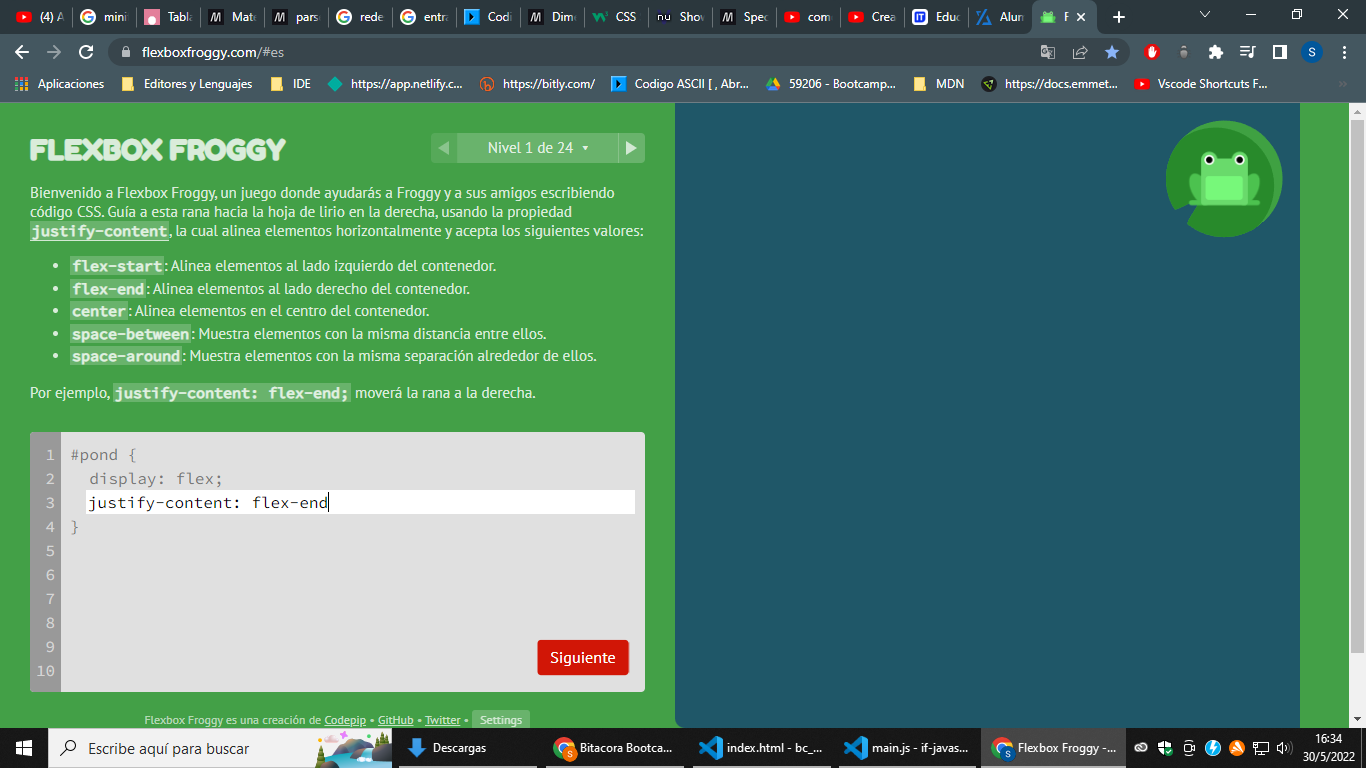 (4) A
mini
Tabla
Mate
parse
rede
entra
Codi
Dime
CSS
Shov
Spec
com
Crea
Educ
Alun
F
flexboxfroggy.com/#es
S
Aplicaciones
Editores y Lenguajes
IDE
https://app.netlify.c...
https://bitly.com/
Codigo ASCII [ , Abr...
59206 - Bootcamp...
MDN
https://docs.emmet...
Vscode Shortcuts F...
FLEXBOX FROGGY
Nivel 1 de 24
Bienvenido a Flexbox Froggy, un juego donde ayudarás a Froggy y a sus amigos escribiendo
código CSS. Guía a esta rana hacia la hoja de lirio en la derecha, usando la propiedad
justify-content, la cual alinea elementos horizontalmente y acepta los siguientes valores:
• flex-start: Alinea elementos al lado izquierdo del contenedor.
• flex-end: Alinea elementos al lado derecho del contenedor.
• center: Alinea elementos en el centro del contenedor.
• space-between: Muestra elementos con la misma distancia entre ellos.
• space-around: Muestra elementos con la misma separación alrededor de ellos.
Por ejemplo, justify-content: flex-end; moverá la rana a la derecha.
1 #pond {
2 display: flex;
3 justify-content: flex-end
4 }
5
6
7
8
9
10
Siguiente
Flexbox Froggy es una creación de Codepip • GitHub • Twitter • Settings
Escribe aquí para buscar
Descargas
Bitacora Bootca...
index.html - bc_...
main.js - if-javas...
Flexbox Froggy -...
16:34
30/5/2022